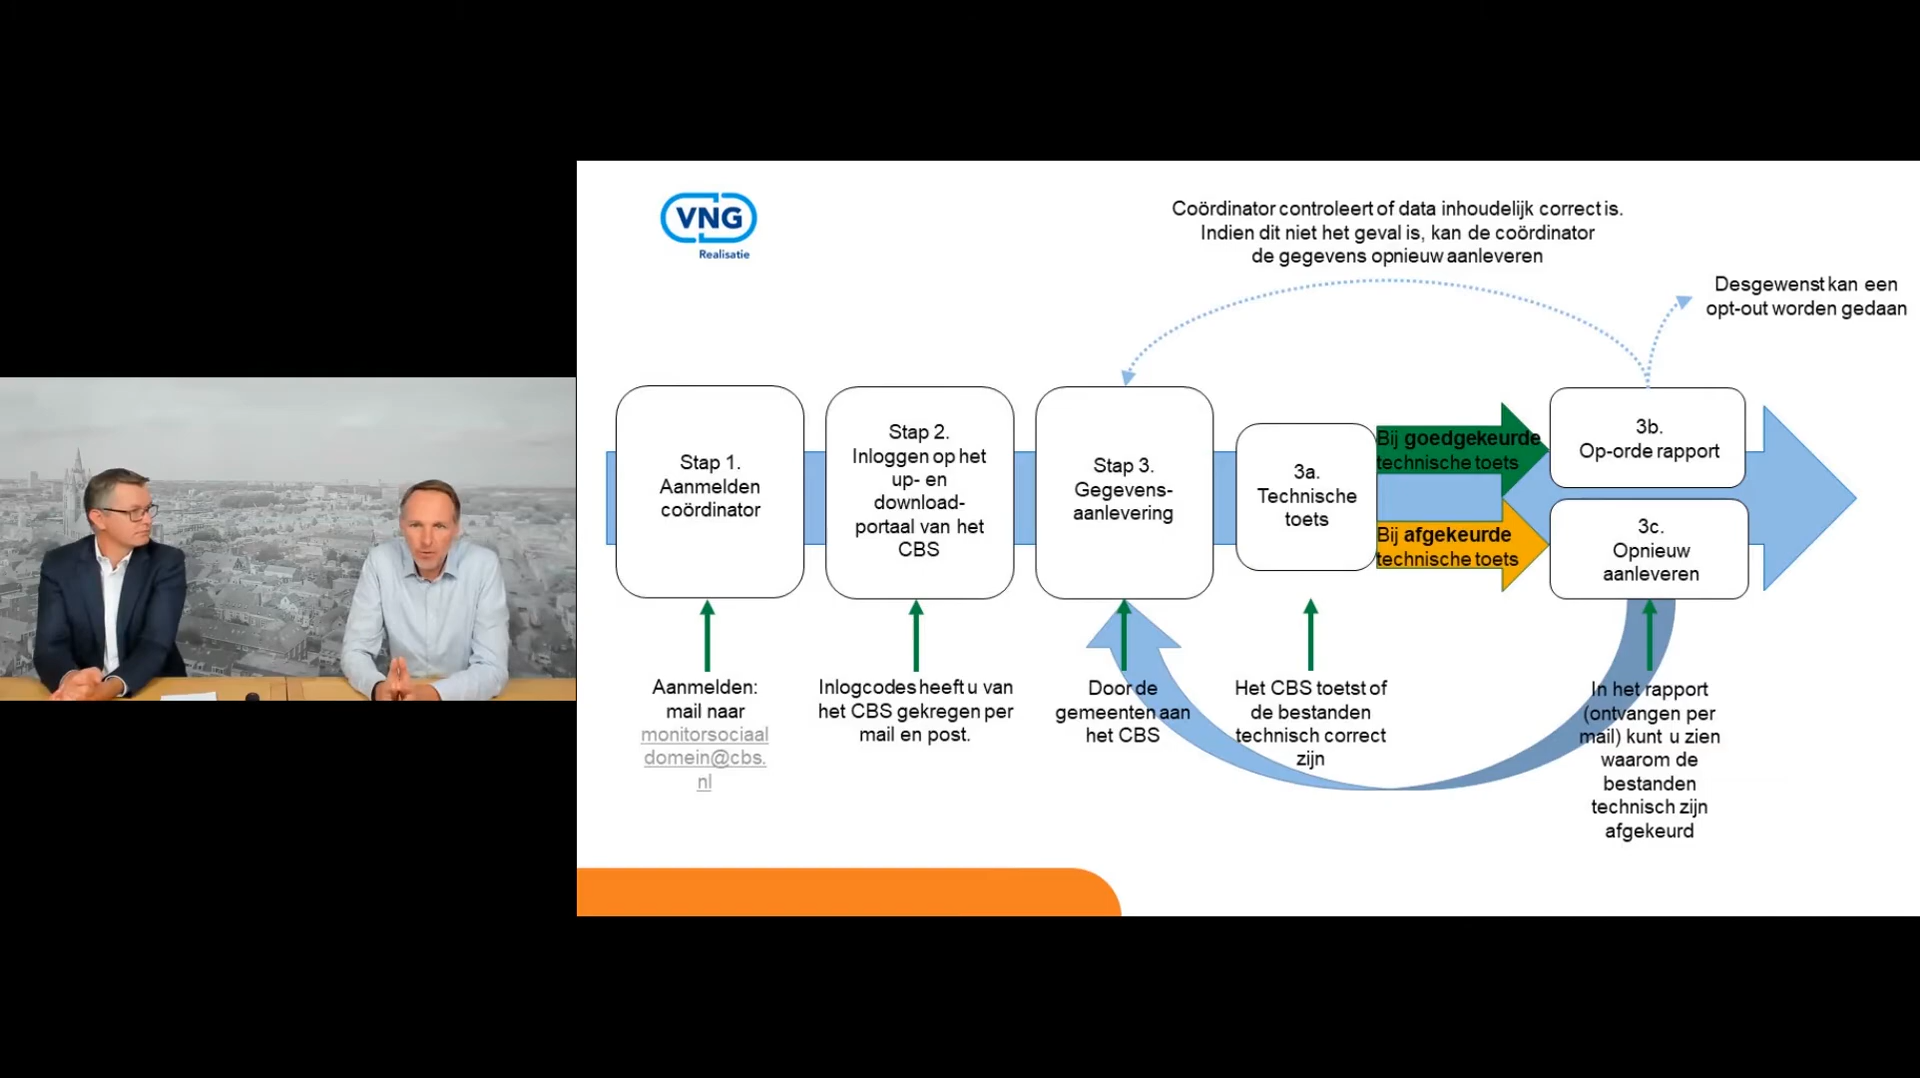 VNG
Realisatie
Coördinator controleert of data inhoudelijk correct is.
Indien dit niet het geval is, kan de coördinator
de gegevens opnieuw aanleveren
Desgewenst kan een
opt-out worden gedaan
Stap 1.
Aanmelden
coördinator
Stap 2.
Inloggen op het
up- en
download-
portaal van het
CBS
Stap 3.
Gegevens-
aanlevering
3a.
Technische
toets
Bij goedgekeurde
technische toets
Bij afgekeurde
technische toets
3b.
Op-orde rapport
3c.
Opnieuw
aanleveren
Aanmelden:
mail naar
monitorsociaal
domein@cbs.
nl
Inlogcodes heeft u van
het CBS gekregen per
mail en post.
Door de
gemeenten aan
het CBS
Het CBS toetst of
de bestanden
technisch correct
zijn
In het rapport
(ontvangen per
mail) kunt u zien
waarom de
bestanden
technisch zijn
afgekeurd